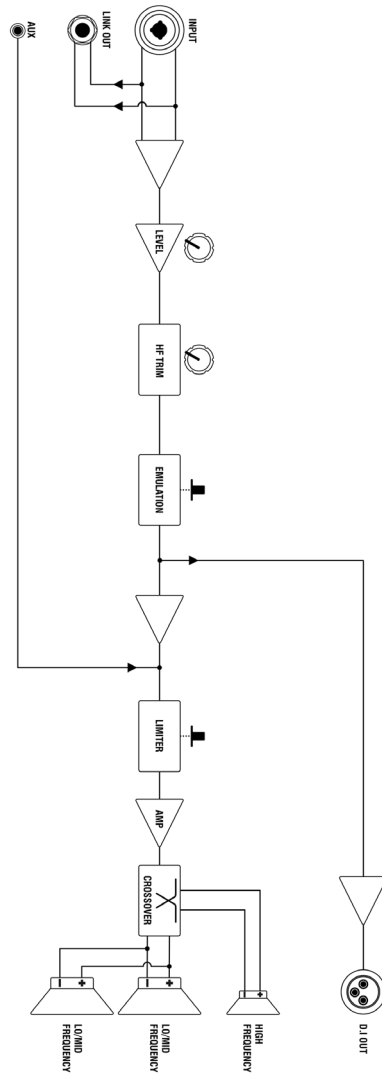 AUX
LINK OUT
INPUT
LEVEL
HF TRIM
EMULATION
LIMITER
AMP
CROSSOVER
− +
− +
− +
LO/MID
FREQUENCY
LO/MID
FREQUENCY
HIGH
FREQUENCY
D.I OUT